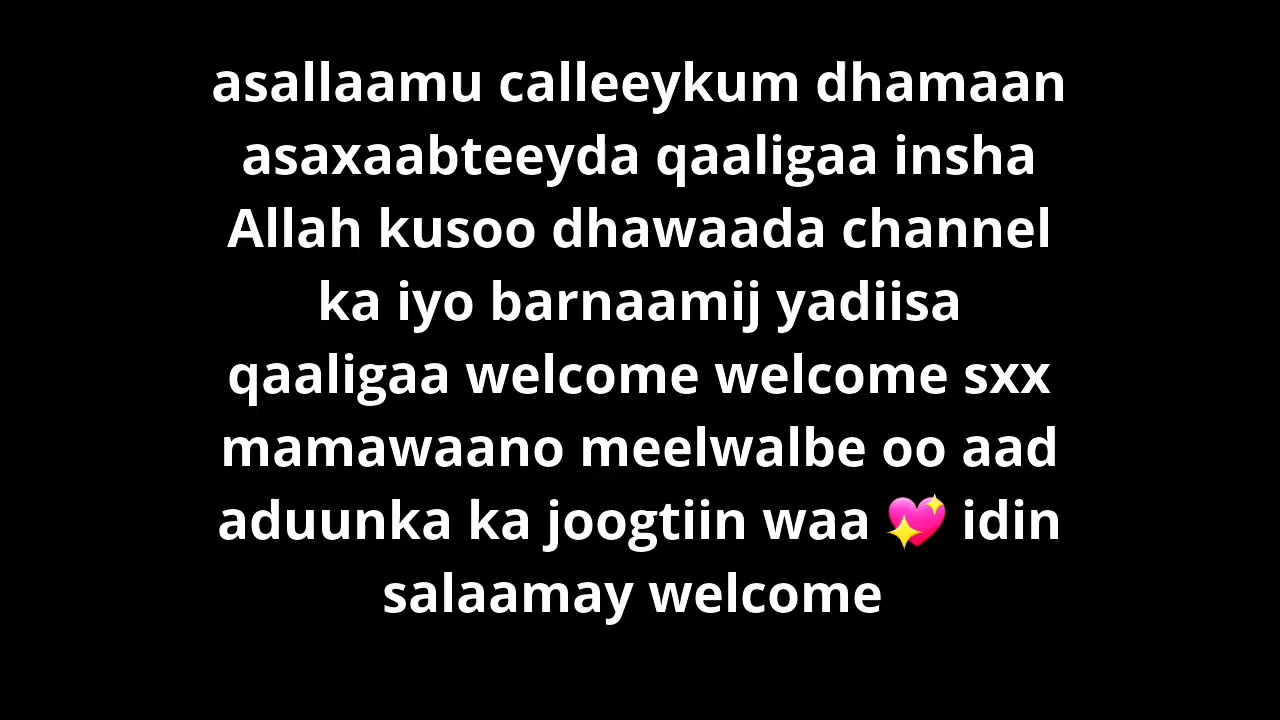 asallaamu calleeykum dhamaan
asaxaabteeyda qaaligaa insha
Allah kusoo dhawaada channel
ka iyo barnaamij yadiisa
qaaligaa welcome welcome sxx
mamawaano meelwalbe oo aad
aduunka ka joogtiin waa 💖 idin
salaamay welcome